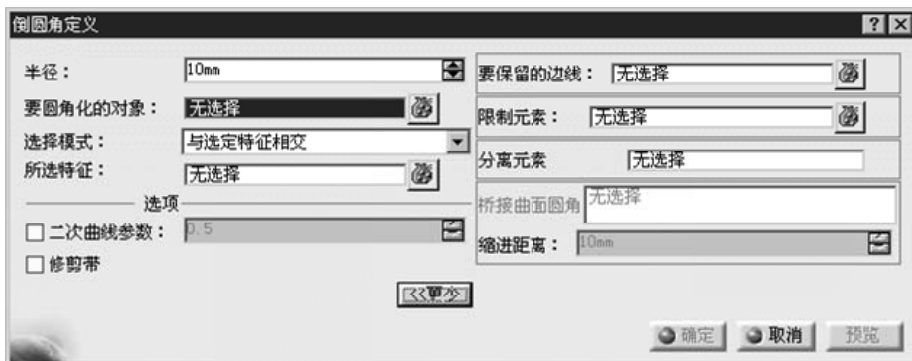 倒圆角定义
半径：
10mm
要圆角化的对象：
无选择
选择模式：
与选定特征相交
所选特征：
无选择
选项
二次曲线参数：
0.5
修剪带
要保留的边线：
无选择
限制元素：
无选择
分离元素
无选择
桥接曲面圆角
无选择
缩进距离：
10mm
<<更少
确定
取消
预览